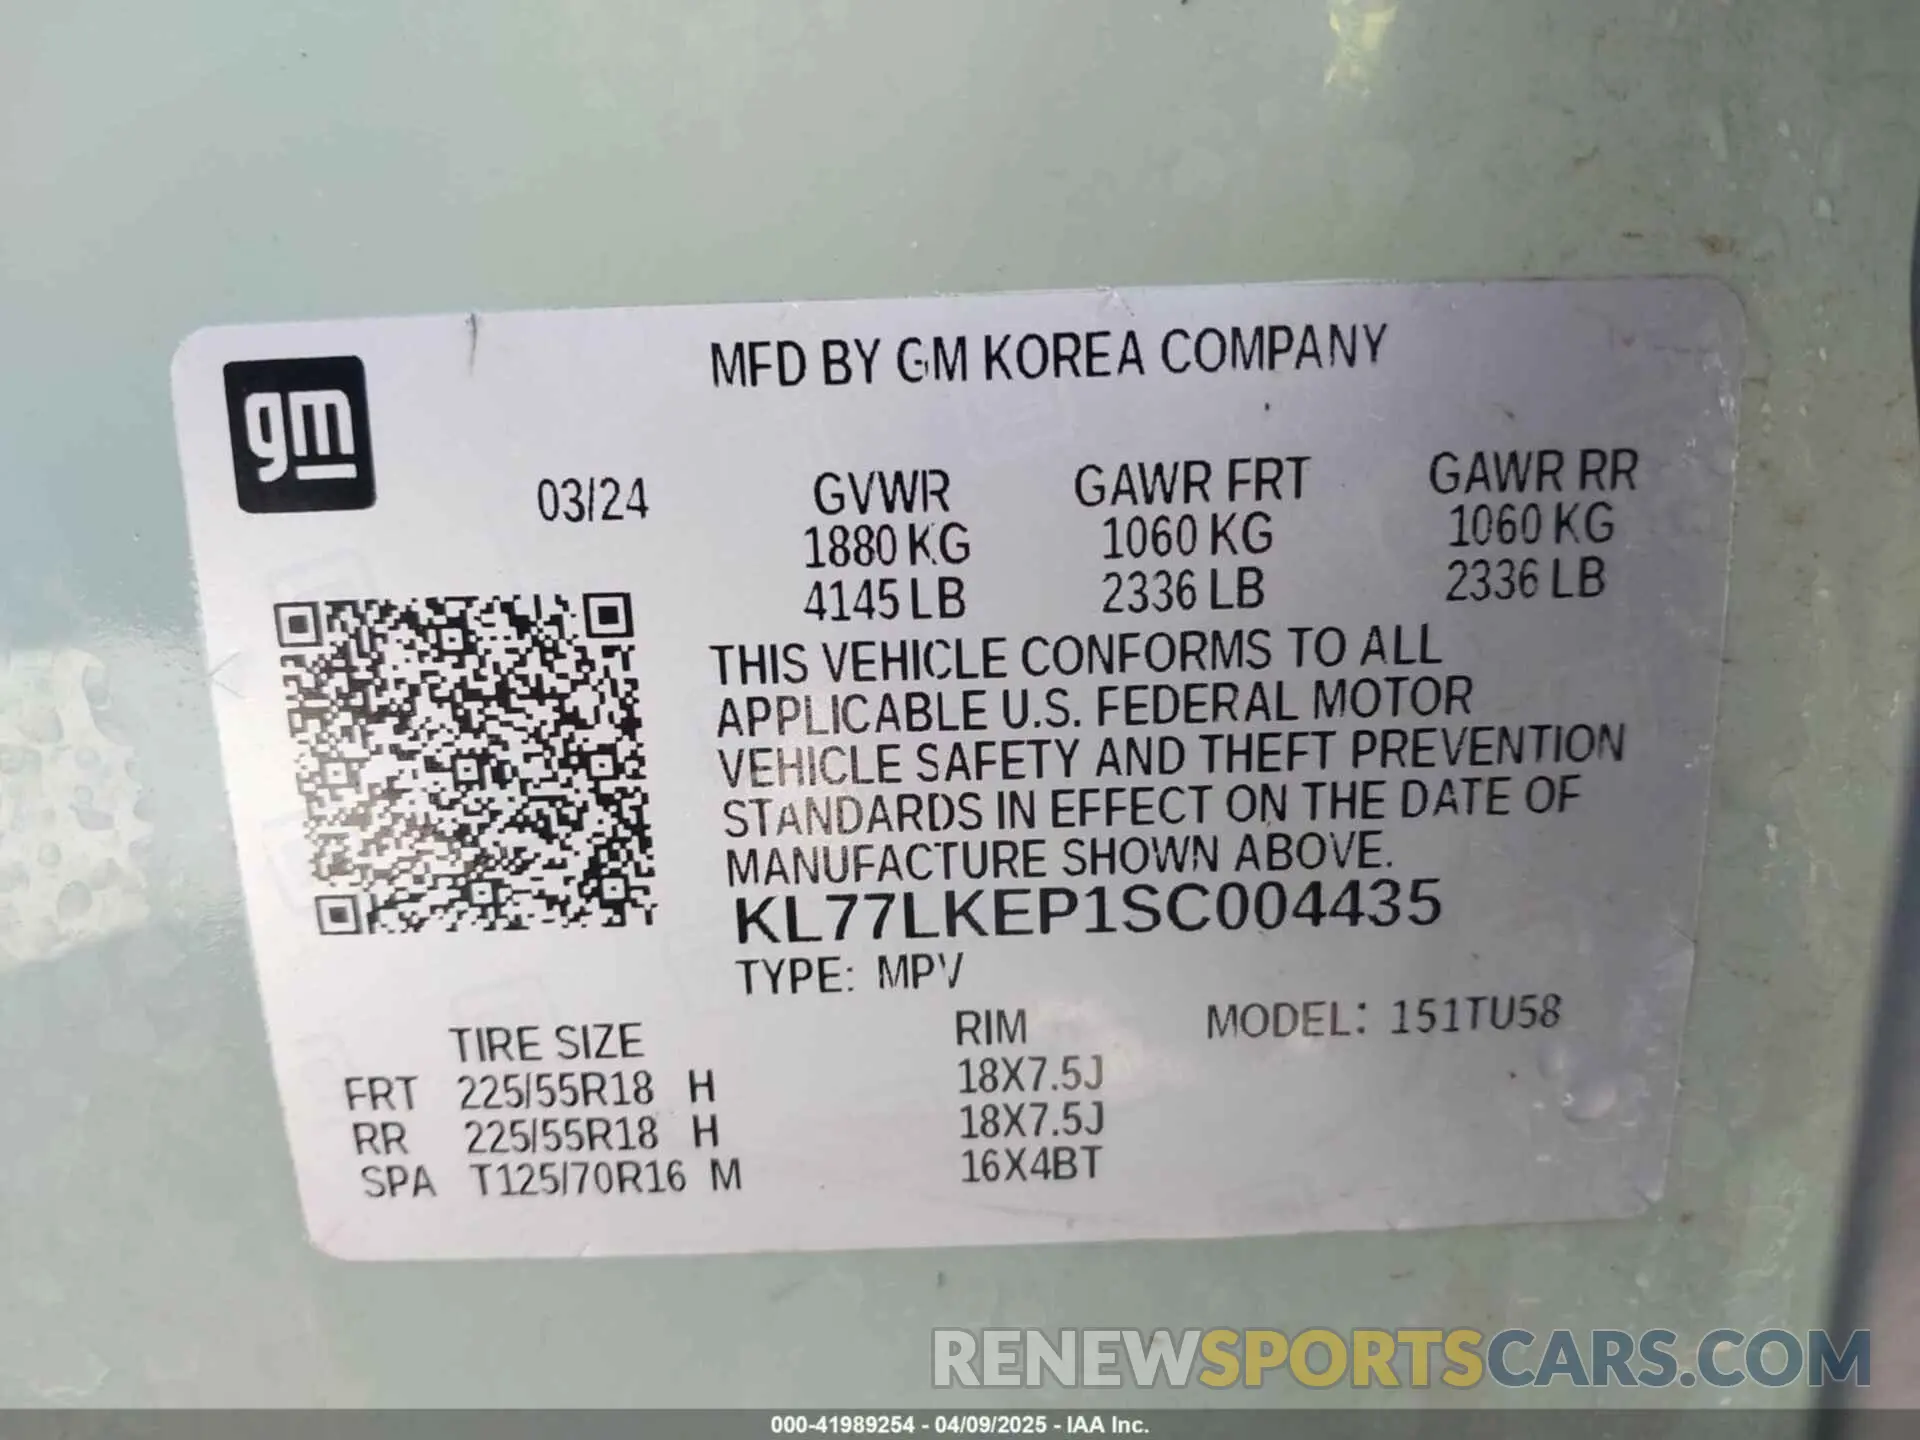 MFD BY GM KOREA COMPANY
gm
03/24 GVWR GAWR FRT GAWR RR
1880 KG 1060 KG 1060 KG
4145 LB 2336 LB 2336 LB
THIS VEHICLE CONFORMS TO ALL
APPLICABLE U.S. FEDERAL MOTOR
VEHICLE SAFETY AND THEFT PREVENTION
STANDARDS IN EFFECT ON THE DATE OF
MANUFACTURE SHOWN ABOVE.
KL77LKEP1SC004435
TYPE: MPV
TIRE SIZE RIM MODEL: 151TU58
FRT 225/55R18 H 18X7.5J
RR 225/55R18 H 18X7.5J
SPA T125/70R16 M 16X4BT
RENEWSPORTSCARS.COM
000-41989254 - 04/09/2025 - IAA Inc.